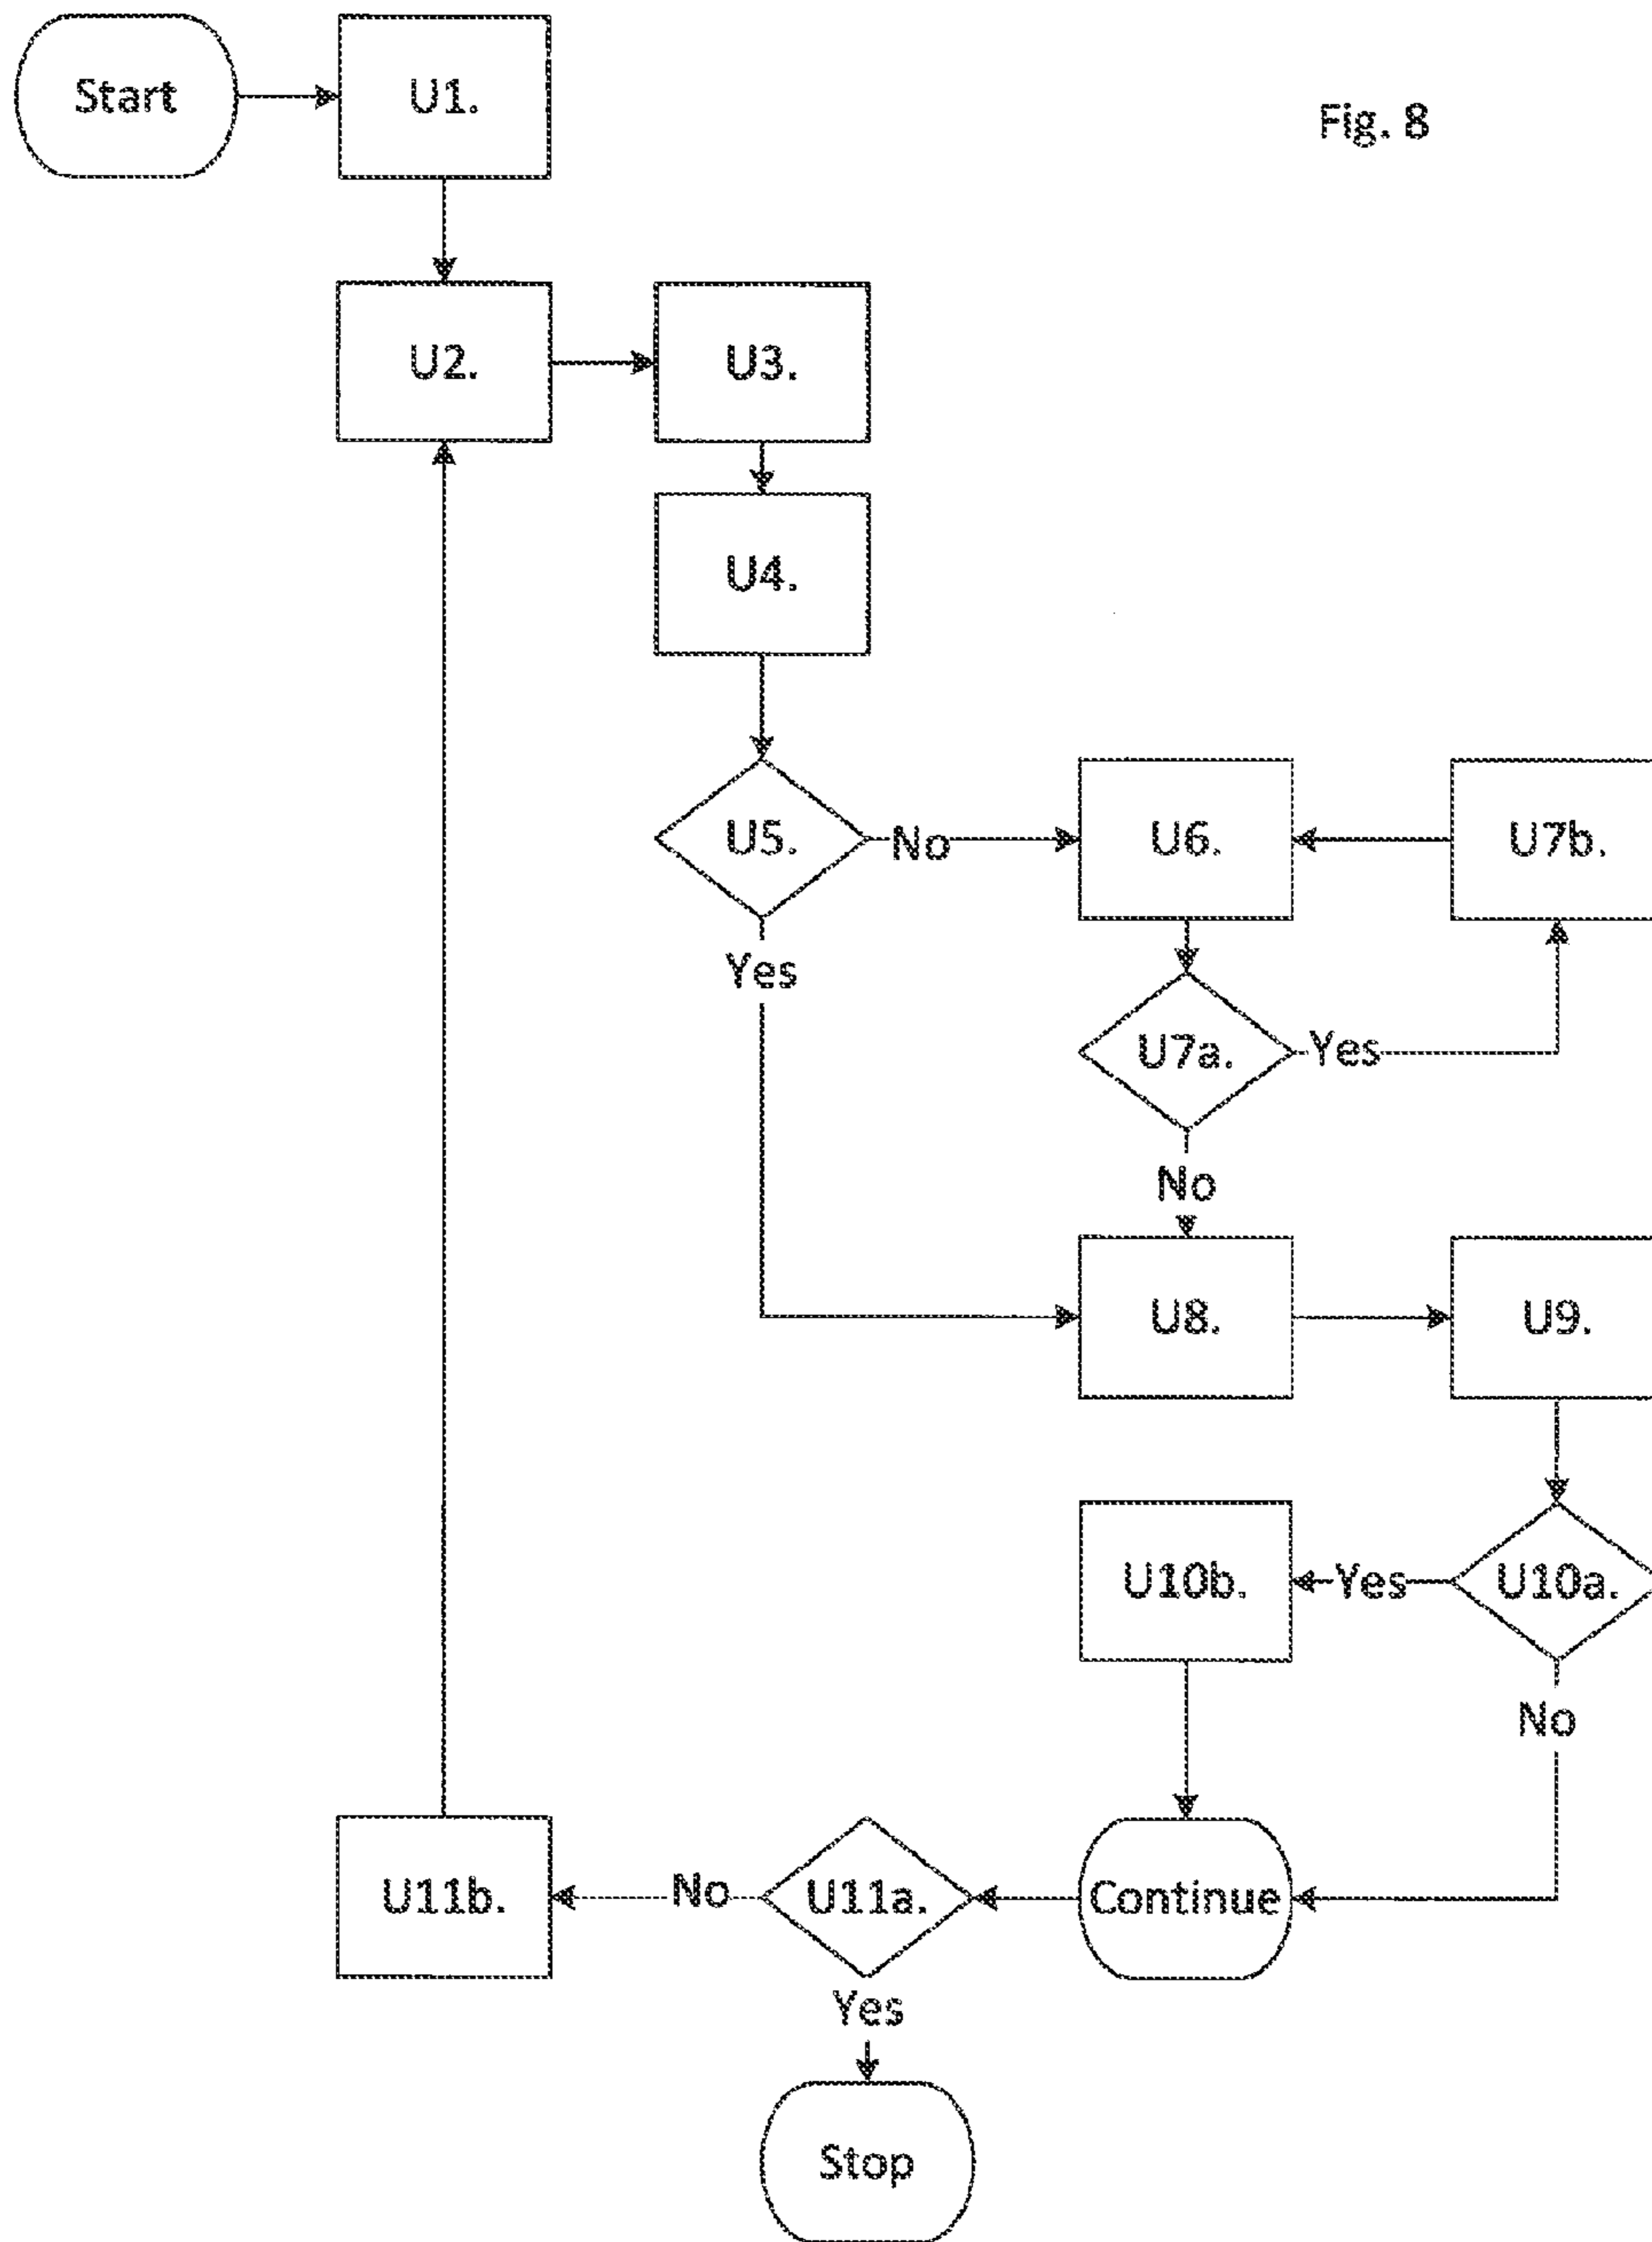 Start
U1.
Fig. 8
U2.
U3.
U4.
U5.
No
U6.
U7b.
Yes
U7a.
Yes
No
U8.
U9.
U10b.
Yes
U10a.
No
U11b.
No
U11a.
Continue
Yes
Stop